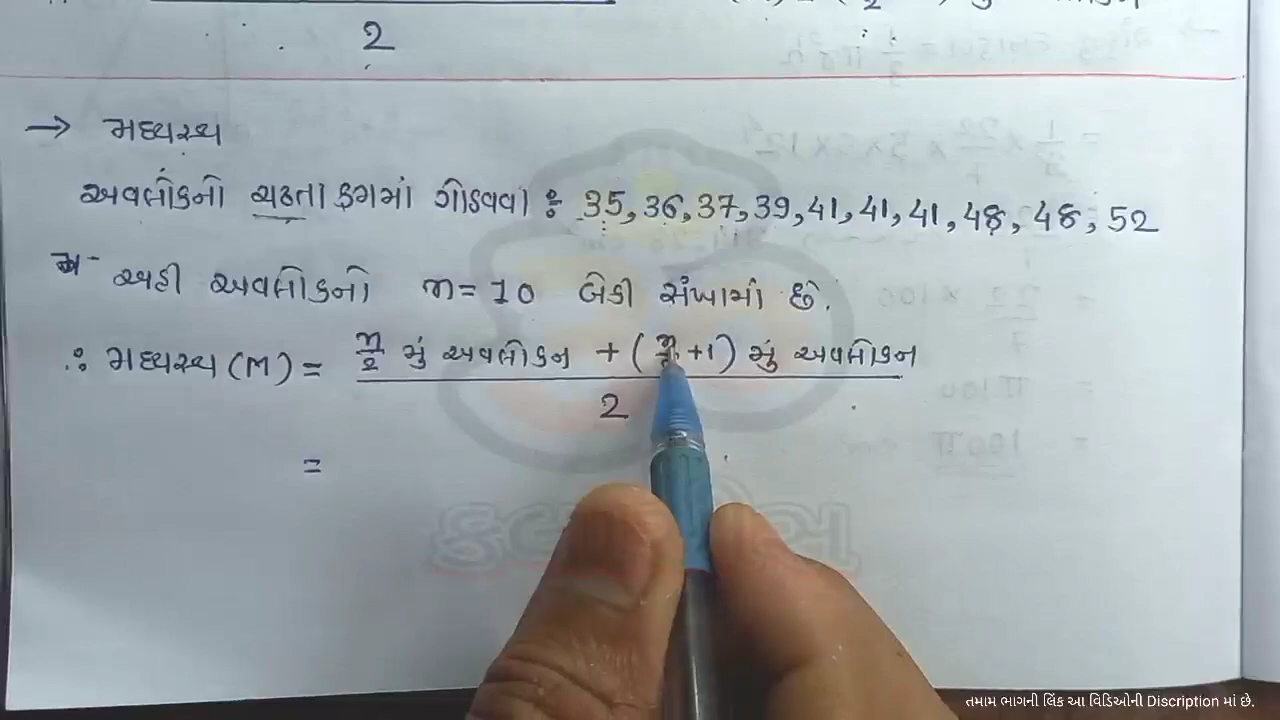 2
→ મધ્યસ્થ
અવલોકનો ચઢતા ક્રમમાં ગોઠવવા : 35, 36, 37, 39, 41, 41, 41, 48, 48, 52
અહી અવલોકનો n = 10 બેકી સંખ્યામાં છે.
∴ મધ્યસ્થ (M) = n/2 મું અવલોકન + (n/2 + 1) મું અવલોકન
2
=
તમામ ભાગની લિંક આ વિડિઓની Discription માં છે.